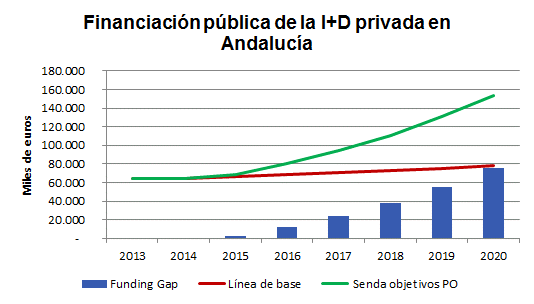 Financiación pública de la I+D privada en
Andalucía
Miles de euros
180.000
160.000
140.000
120.000
100.000
80.000
60.000
40.000
20.000
-
2013 2014 2015 2016 2017 2018 2019 2020
Funding Gap Línea de base Senda objetivos PO